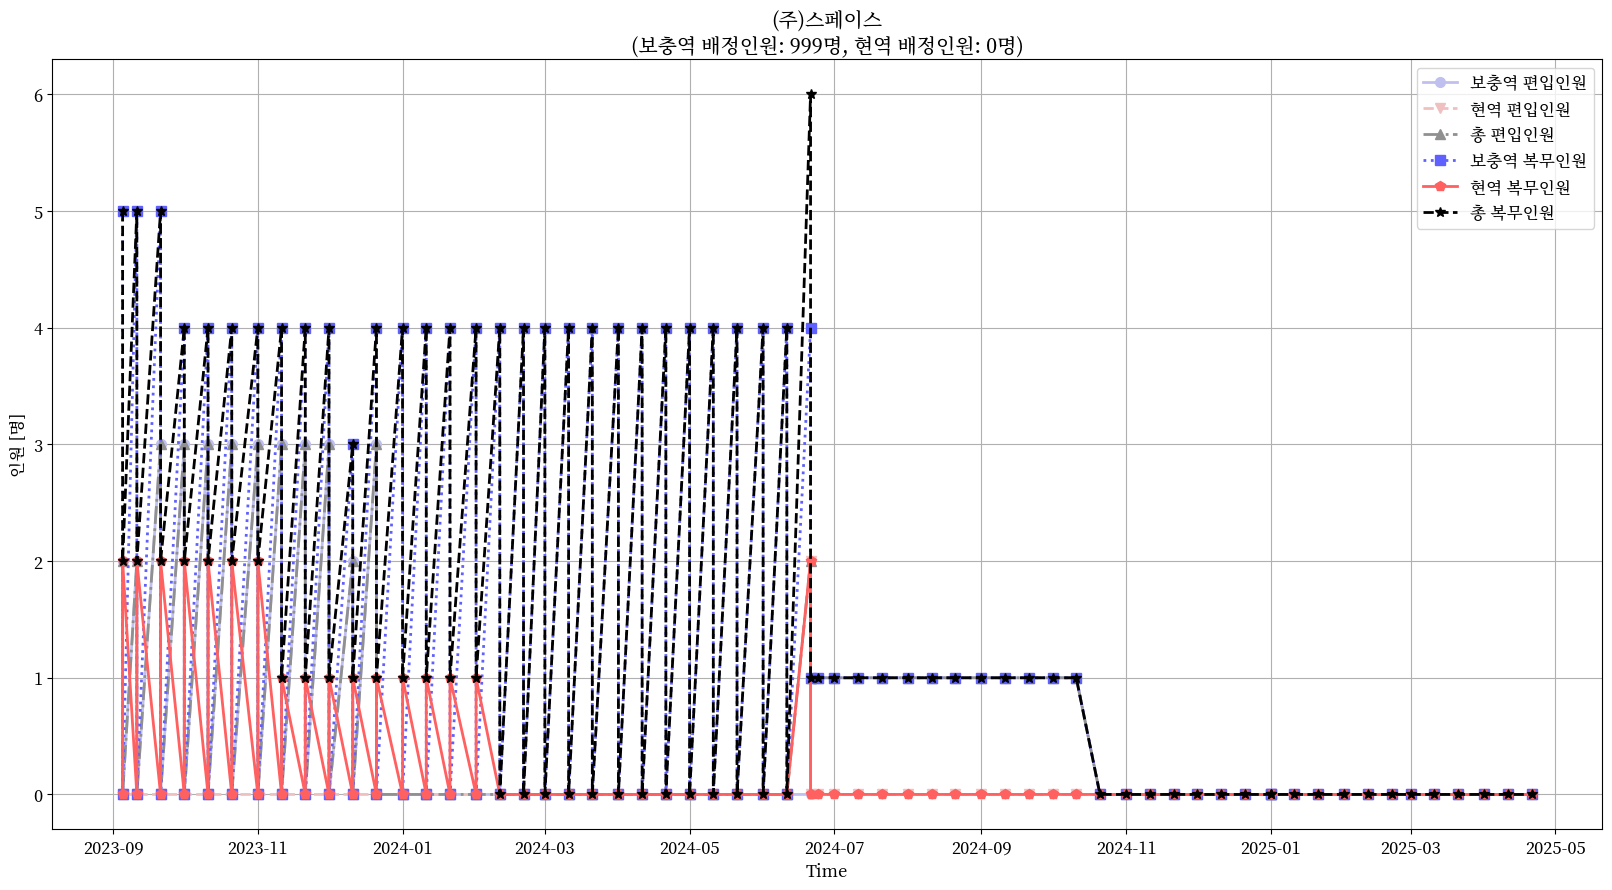 (주)스페이스
(보충역 배정인원: 999명, 현역 배정인원: 0명)
보충역 편입인원
현역 편입인원
총 편입인원
보충역 복무인원
현역 복무인원
총 복무인원
인원 [명]
6
5
4
3
2
1
0
2023-09 2023-11 2024-01 2024-03 2024-05 2024-07 2024-09 2024-11 2025-01 2025-03 2025-05
Time